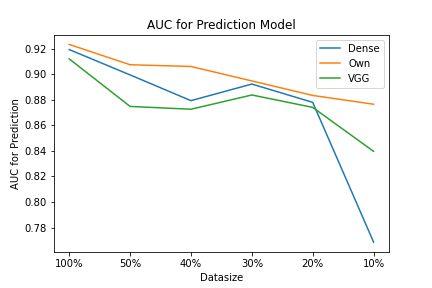 AUC for Prediction Model
Dense
Own
VGG
AUC for Prediction
0.92
0.90
0.88
0.86
0.84
0.82
0.80
0.78
100% 50% 40% 30% 20% 10%
Datasize